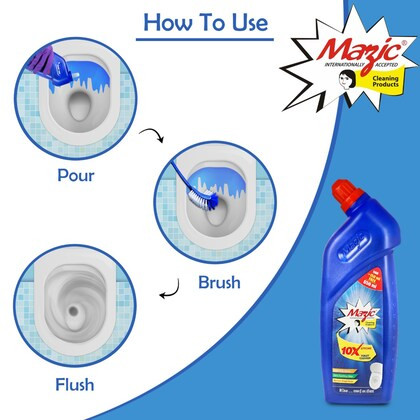 How To Use
Mazic®
INTERNATIONALLY ACCEPTED
Cleaning
Products
Pour
Brush
Flush
Mazic
10X